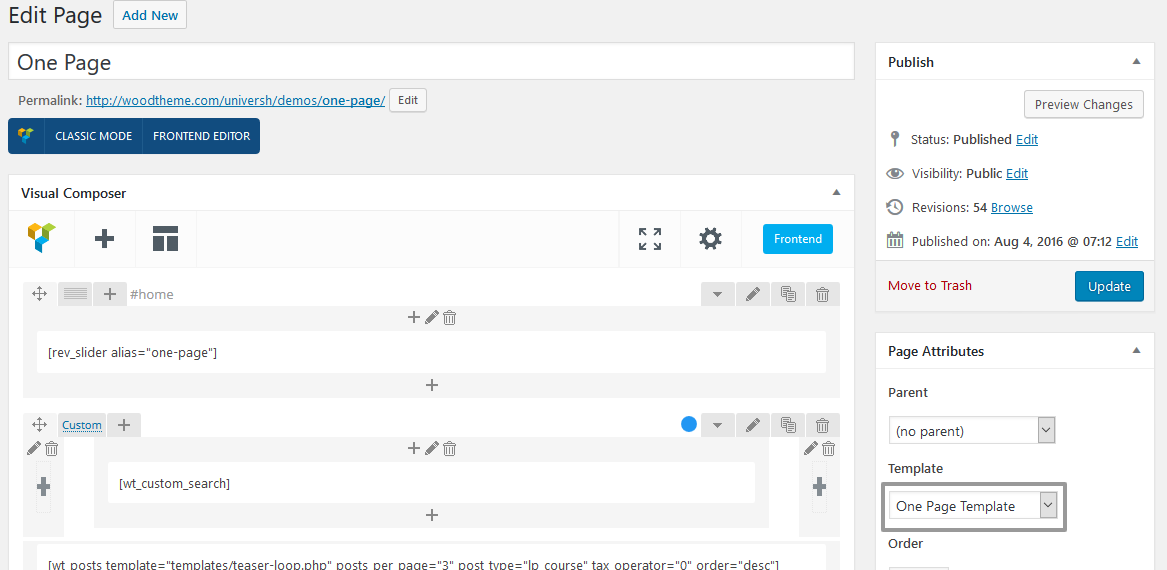 Edit Page Add New
One Page
Permalink: http://woodtheme.com/universh/demos/one-page/ Edit
CLASSIC MODE FRONTEND EDITOR
Visual Composer
Frontend
#home
[rev_slider alias="one-page"]
Custom
[wt_custom_search]
[wt_posts template="templates/teaser-loop.php" posts_per_page="3" post_type="lp_course" tax_operator="0" order="desc"]
Publish
Preview Changes
Status: Published Edit
Visibility: Public Edit
Revisions: 54 Browse
Published on: Aug 4, 2016 @ 07:12 Edit
Move to Trash Update
Page Attributes
Parent
(no parent)
Template
One Page Template
Order